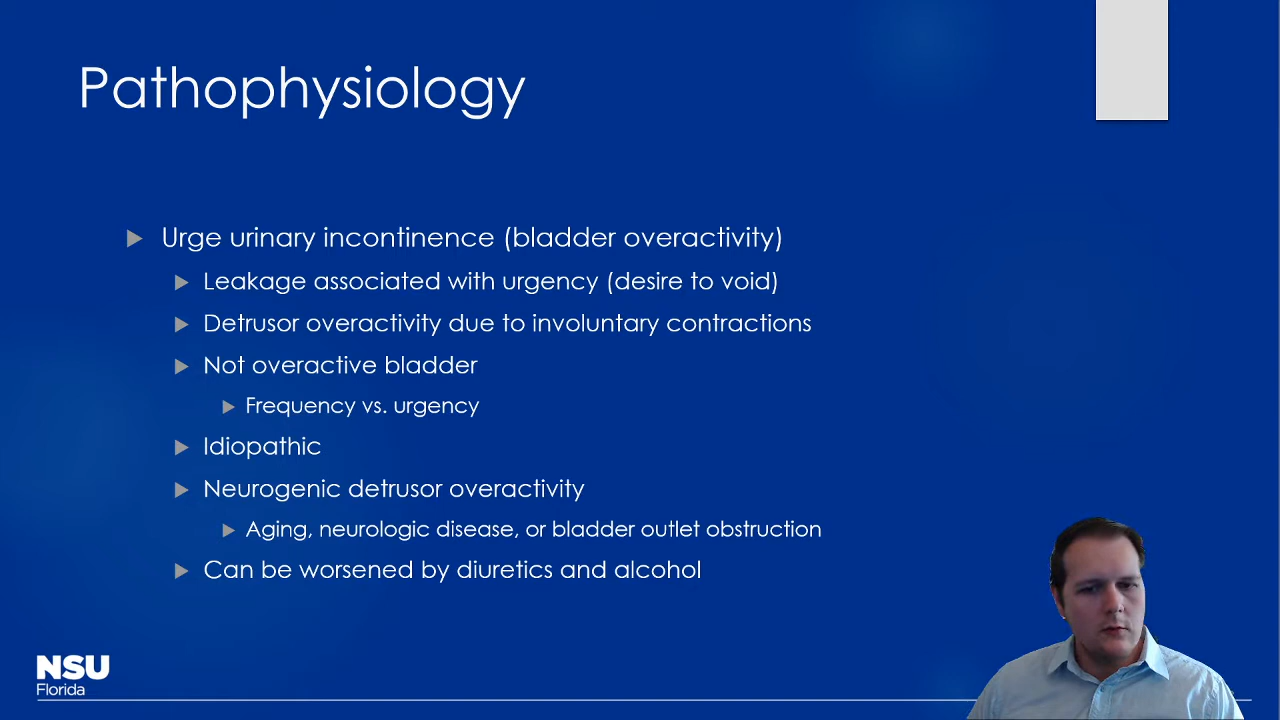 Pathophysiology
Urge urinary incontinence (bladder overactivity)
Leakage associated with urgency (desire to void)
Detrusor overactivity due to involuntary contractions
Not overactive bladder
Frequency vs. urgency
Idiopathic
Neurogenic detrusor overactivity
Aging, neurologic disease, or bladder outlet obstruction
Can be worsened by diuretics and alcohol
NSU
Florida